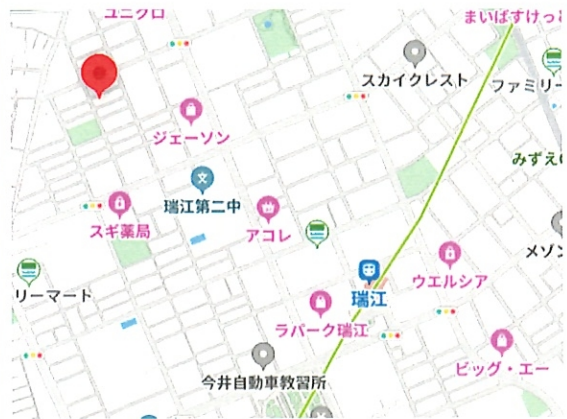 ユニクロ
まいばすけっと
スカイクレスト
ファミリー
ジェーソン
みずえ
文
瑞江第二中
スギ薬局
アコレ
メゾン
リーマート
瑞江
ウエルシア
ラパーク瑞江
ビッグ・エー
今井自動車教習所